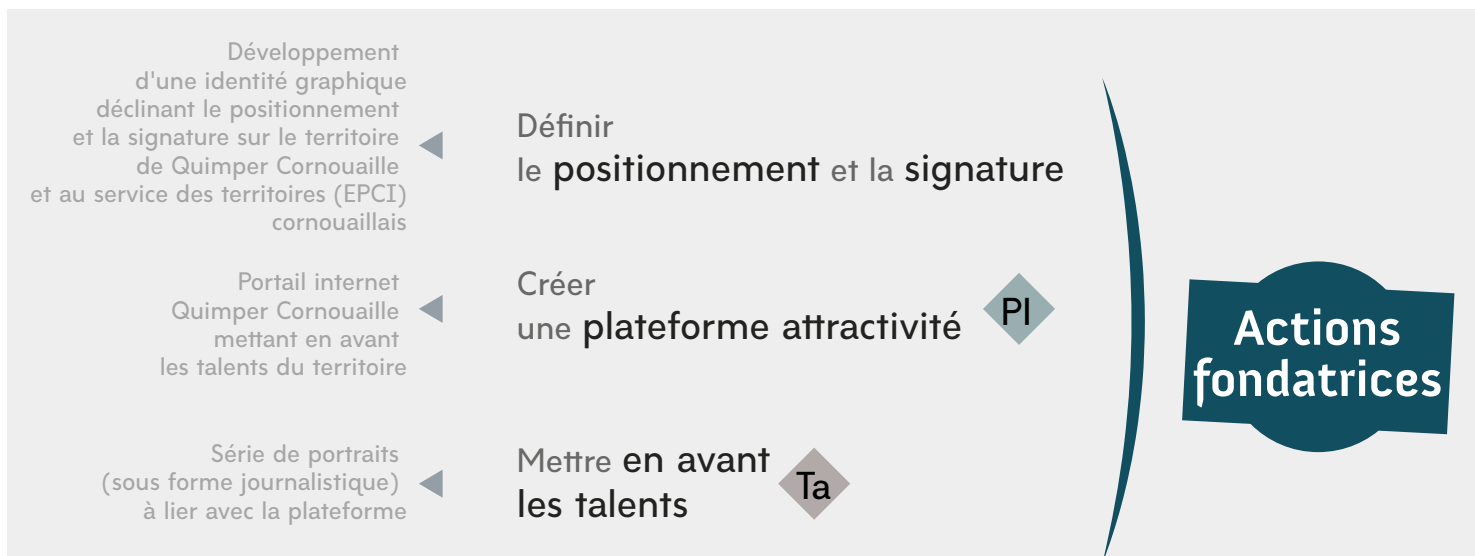 Développement
d'une identité graphique
déclinant le positionnement
et la signature sur le territoire
de Quimper Cornouaille
et au service des territoires (EPCI)
cornouaillais
Définir
le positionnement et la signature
Portail internet
Quimper Cornouaille
mettant en avant
les talents du territoire
Créer
une plateforme attractivité
Pl
Série de portraits
(sous forme journalistique)
à lier avec la plateforme
Mettre en avant
les talents
Ta
Actions
fondatrices